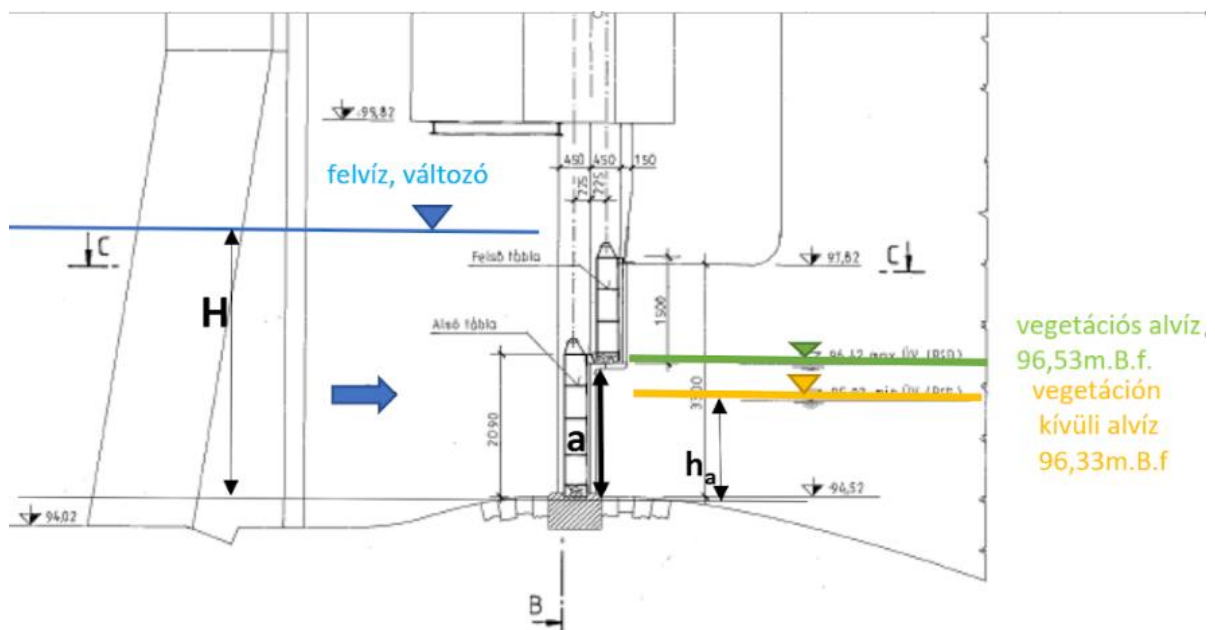 99,82
450
450
150
225
225
felvíz, változó
C
Felső tábla
97,82
C
H
1500
Alsó tábla
vegetációs alvíz,
96,53m.B.f.
vegetáción
kívüli alvíz
96,33m.B.f
2090
a
h
a
94,52
94,02
B